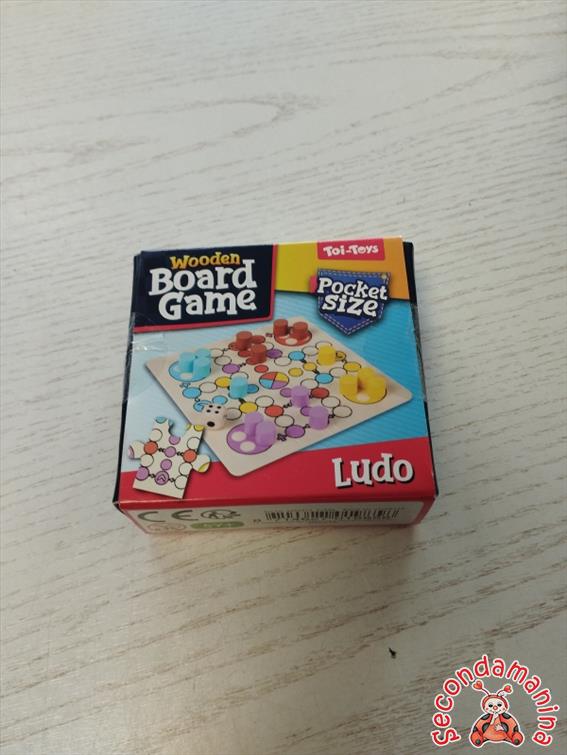 Wooden
Board
Game
Toi-Toys
Pocket
Size
Ludo
CE
secondamanina